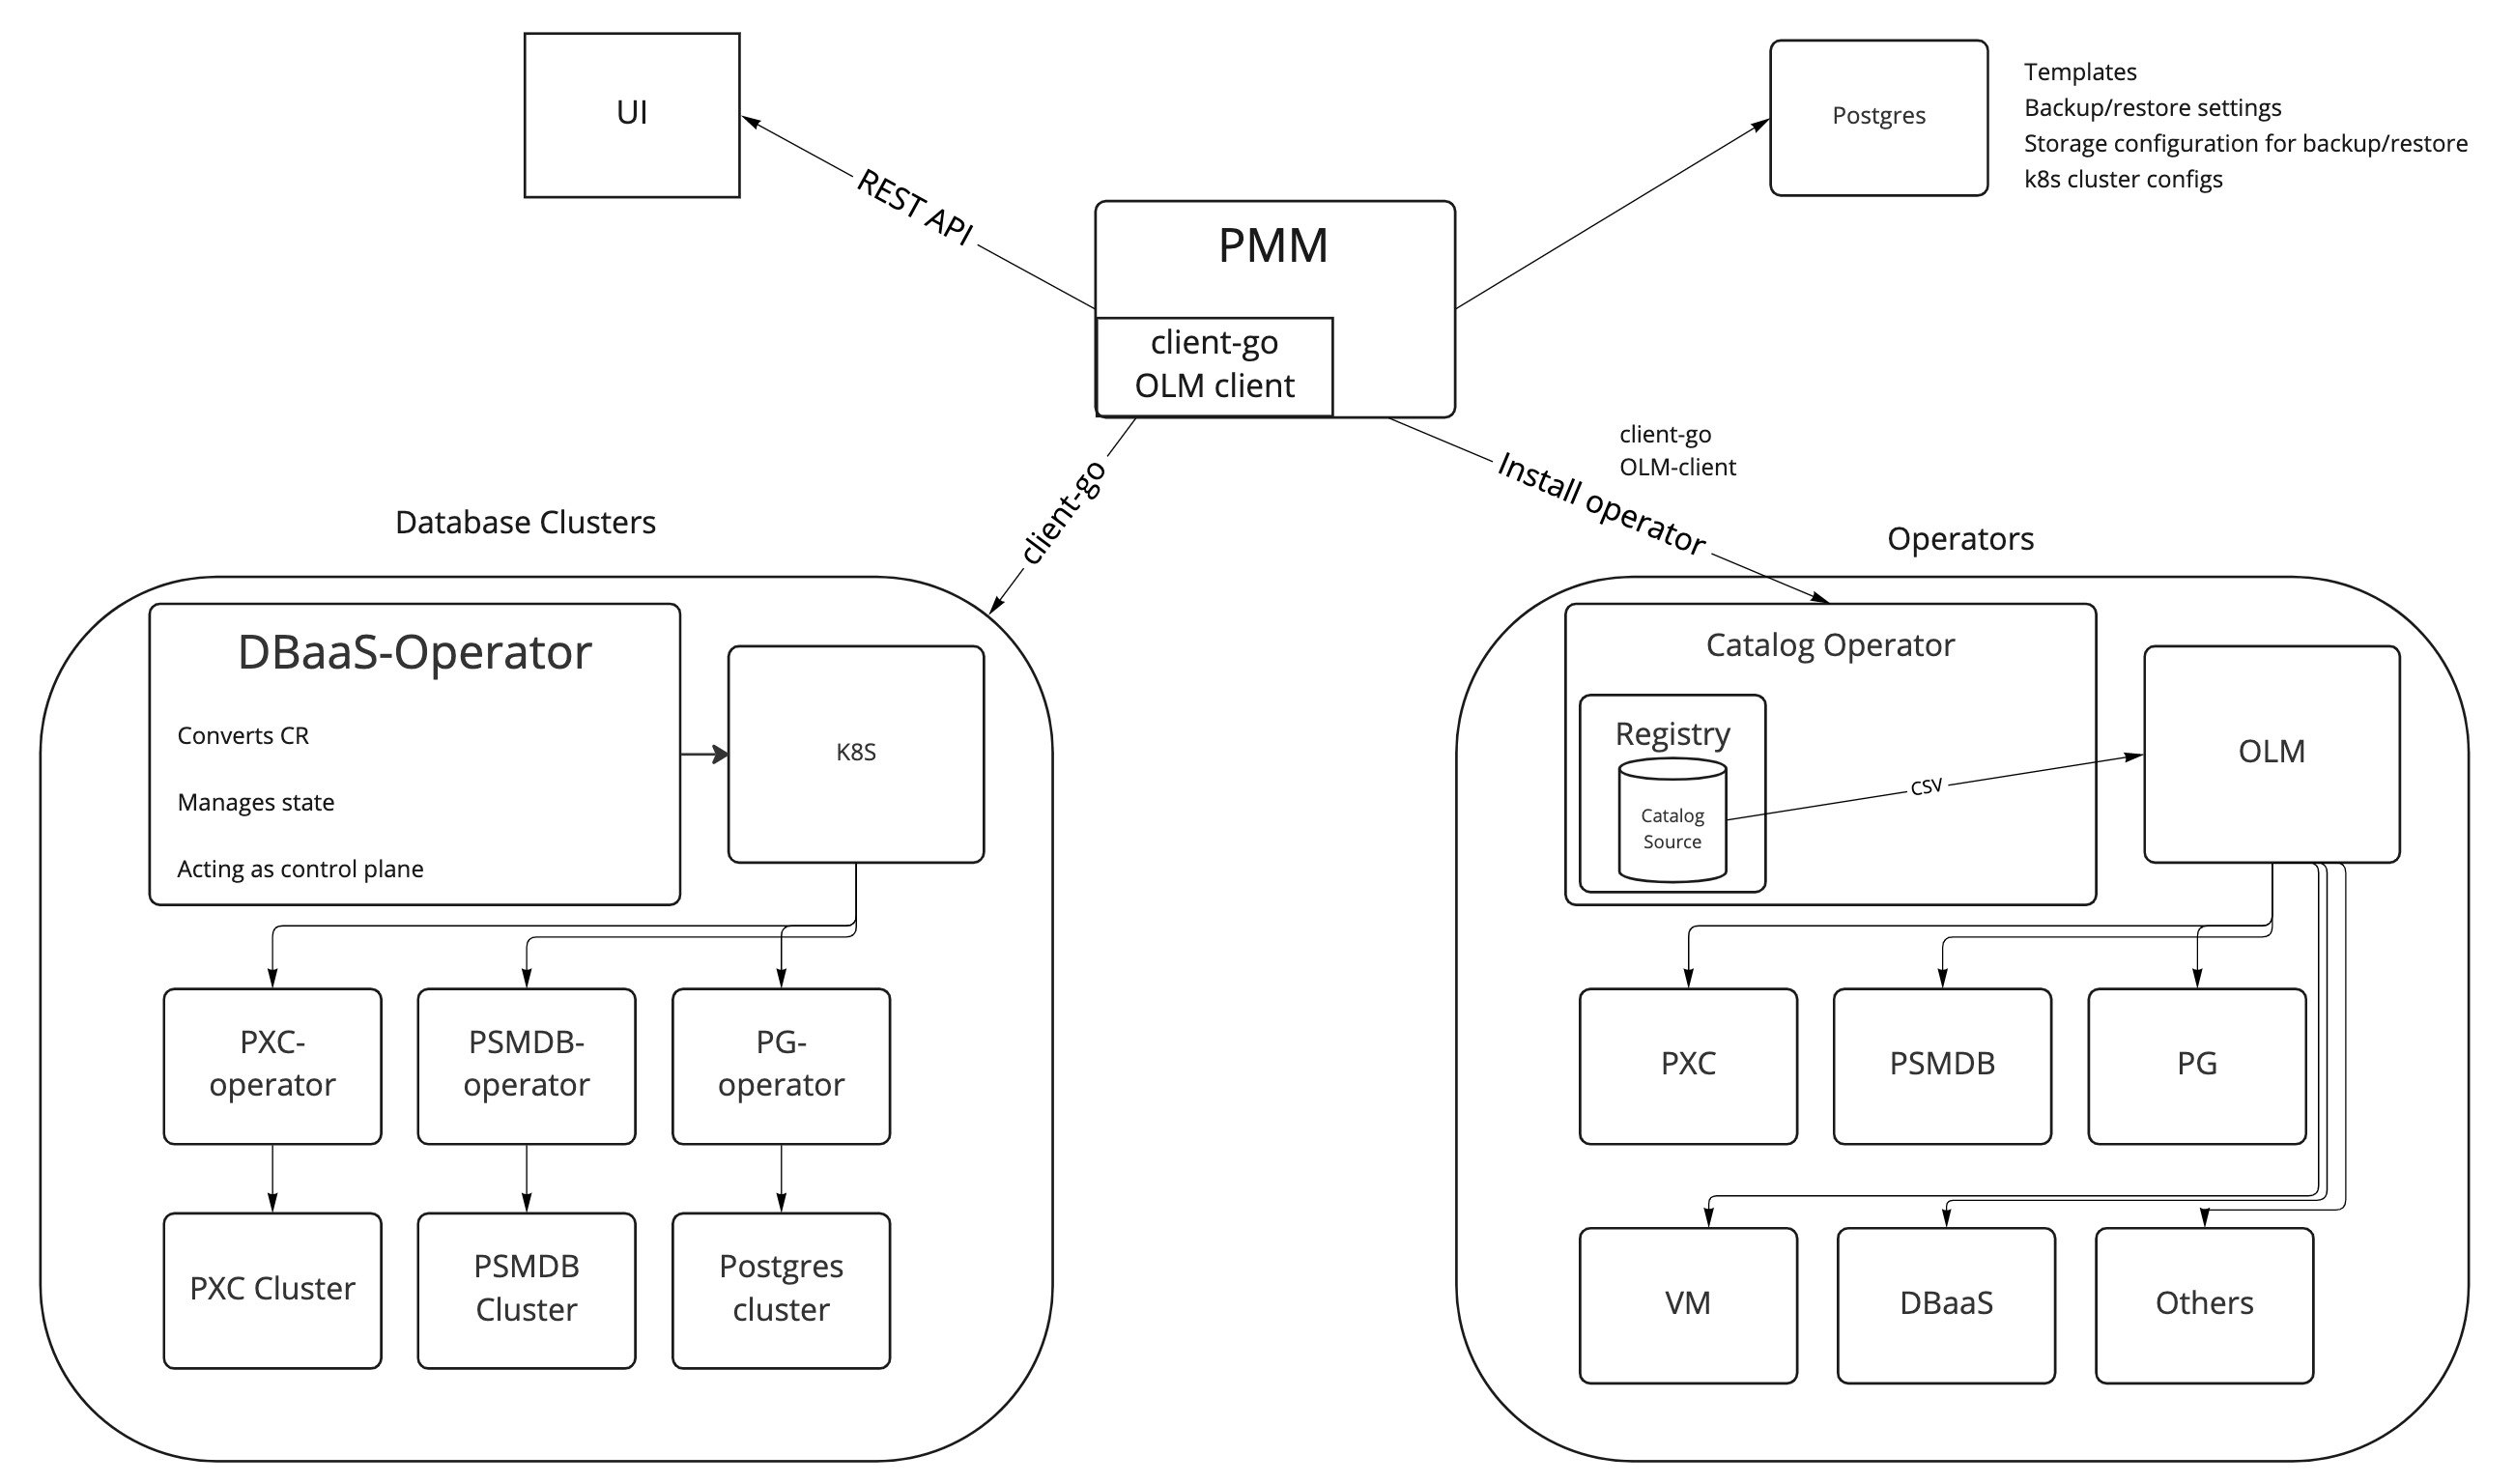 UI
Postgres
Templates
Backup/restore settings
Storage configuration for backup/restore
k8s cluster configs
REST API
PMM
client-go
OLM client
client-go
client-go
OLM-client
Install operator
Database Clusters
Operators
DBaaS-Operator
Converts CR
Manages state
Acting as control plane
K8S
PXC-
operator
PSMDB-
operator
PG-
operator
PXC Cluster
PSMDB
Cluster
Postgres
cluster
Catalog Operator
Registry
Catalog
Source
CSV
OLM
PXC
PSMDB
PG
VM
DBaaS
Others